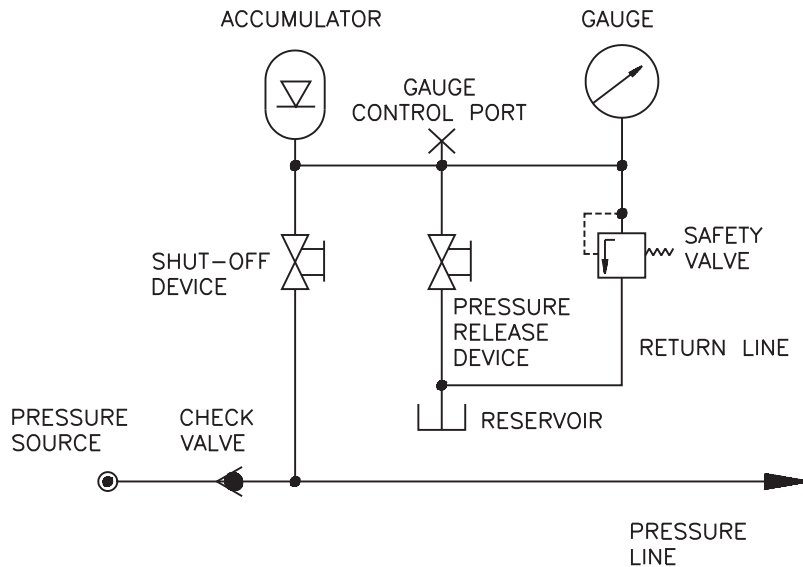 ACCUMULATOR
GAUGE
GAUGE
CONTROL PORT
SHUT-OFF
DEVICE
SAFETY
VALVE
PRESSURE
RELEASE
DEVICE
RETURN LINE
PRESSURE
SOURCE
CHECK
VALVE
RESERVOIR
PRESSURE
LINE